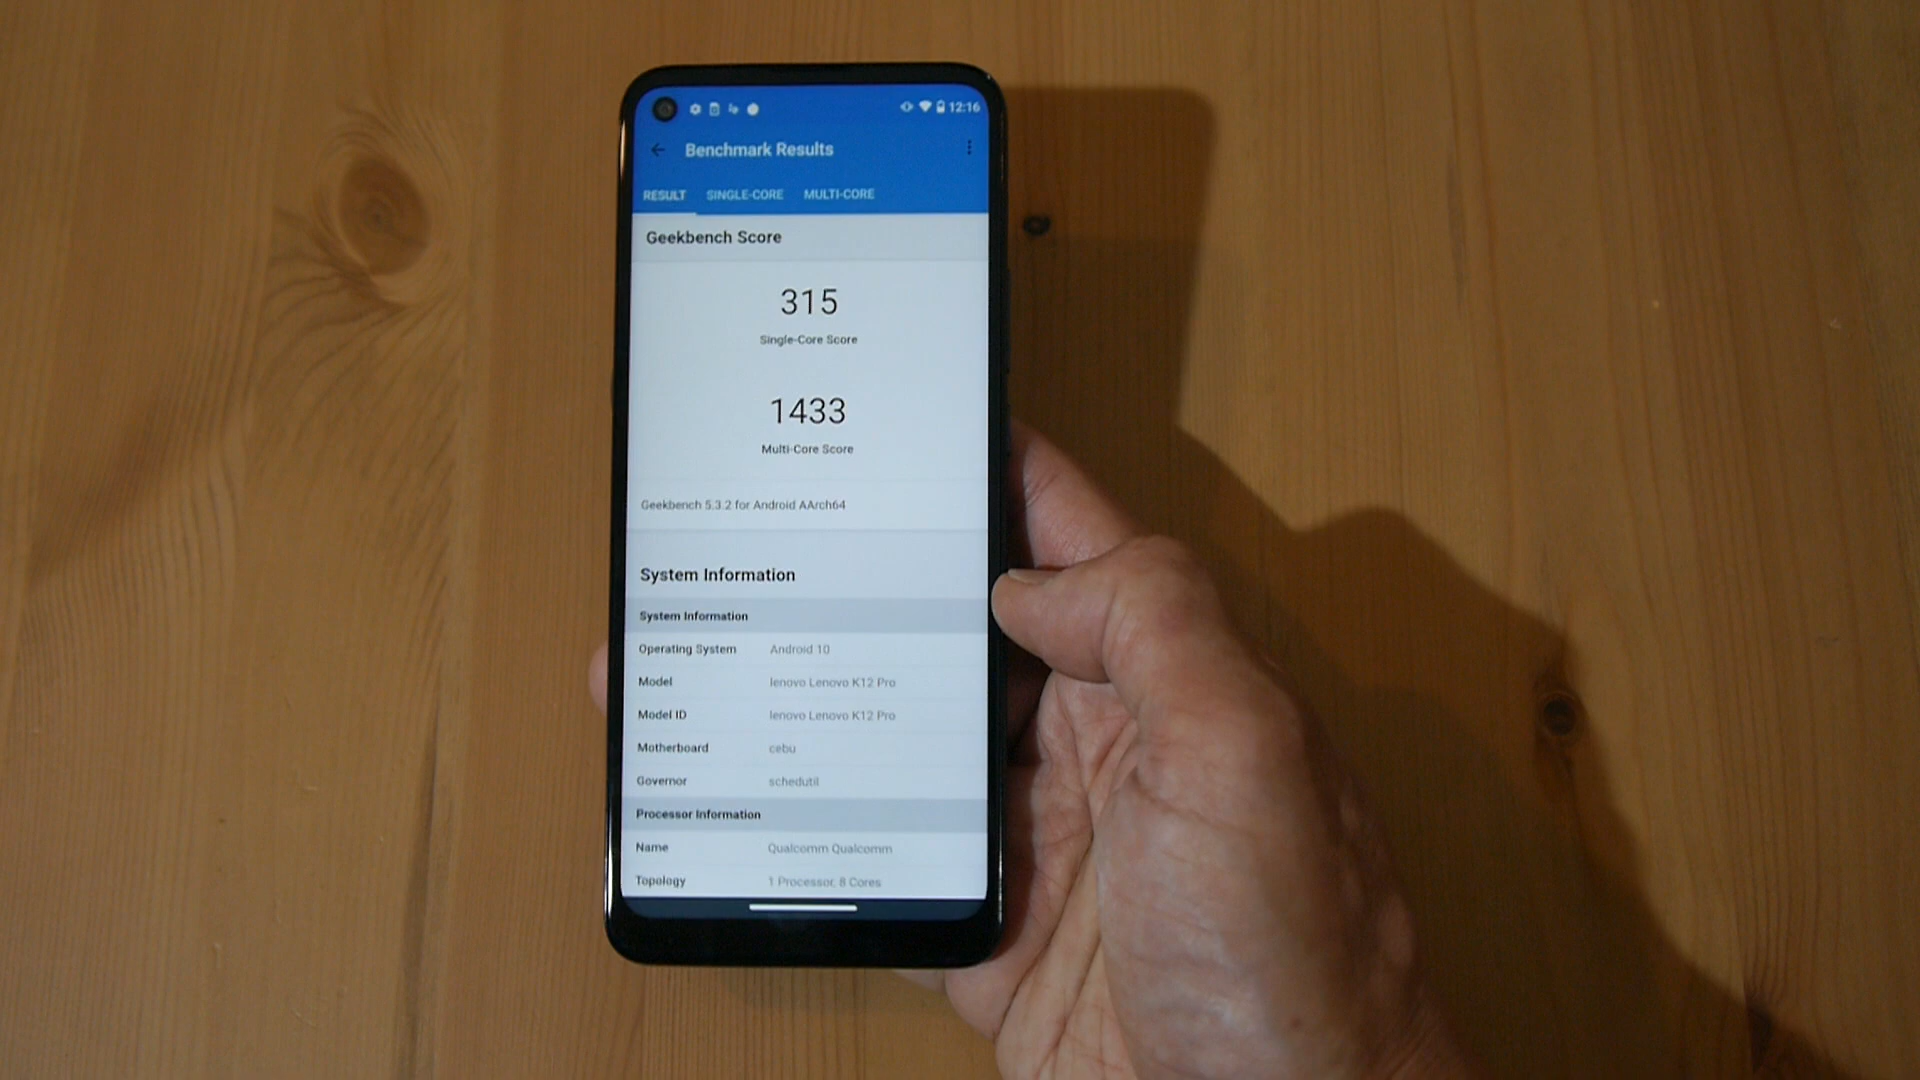 12:16
Benchmark Results
RESULT SINGLE-CORE MULTI-CORE
Geekbench Score
315
Single-Core Score
1433
Multi-Core Score
Geekbench 5.3.2 for Android AArch64
System Information
System Information
Operating System Android 10
Model lenovo Lenovo K12 Pro
Model ID lenovo Lenovo K12 Pro
Motherboard cebu
Governor schedutil
Processor Information
Name Qualcomm Qualcomm
Topology 1 Processor, 8 Cores